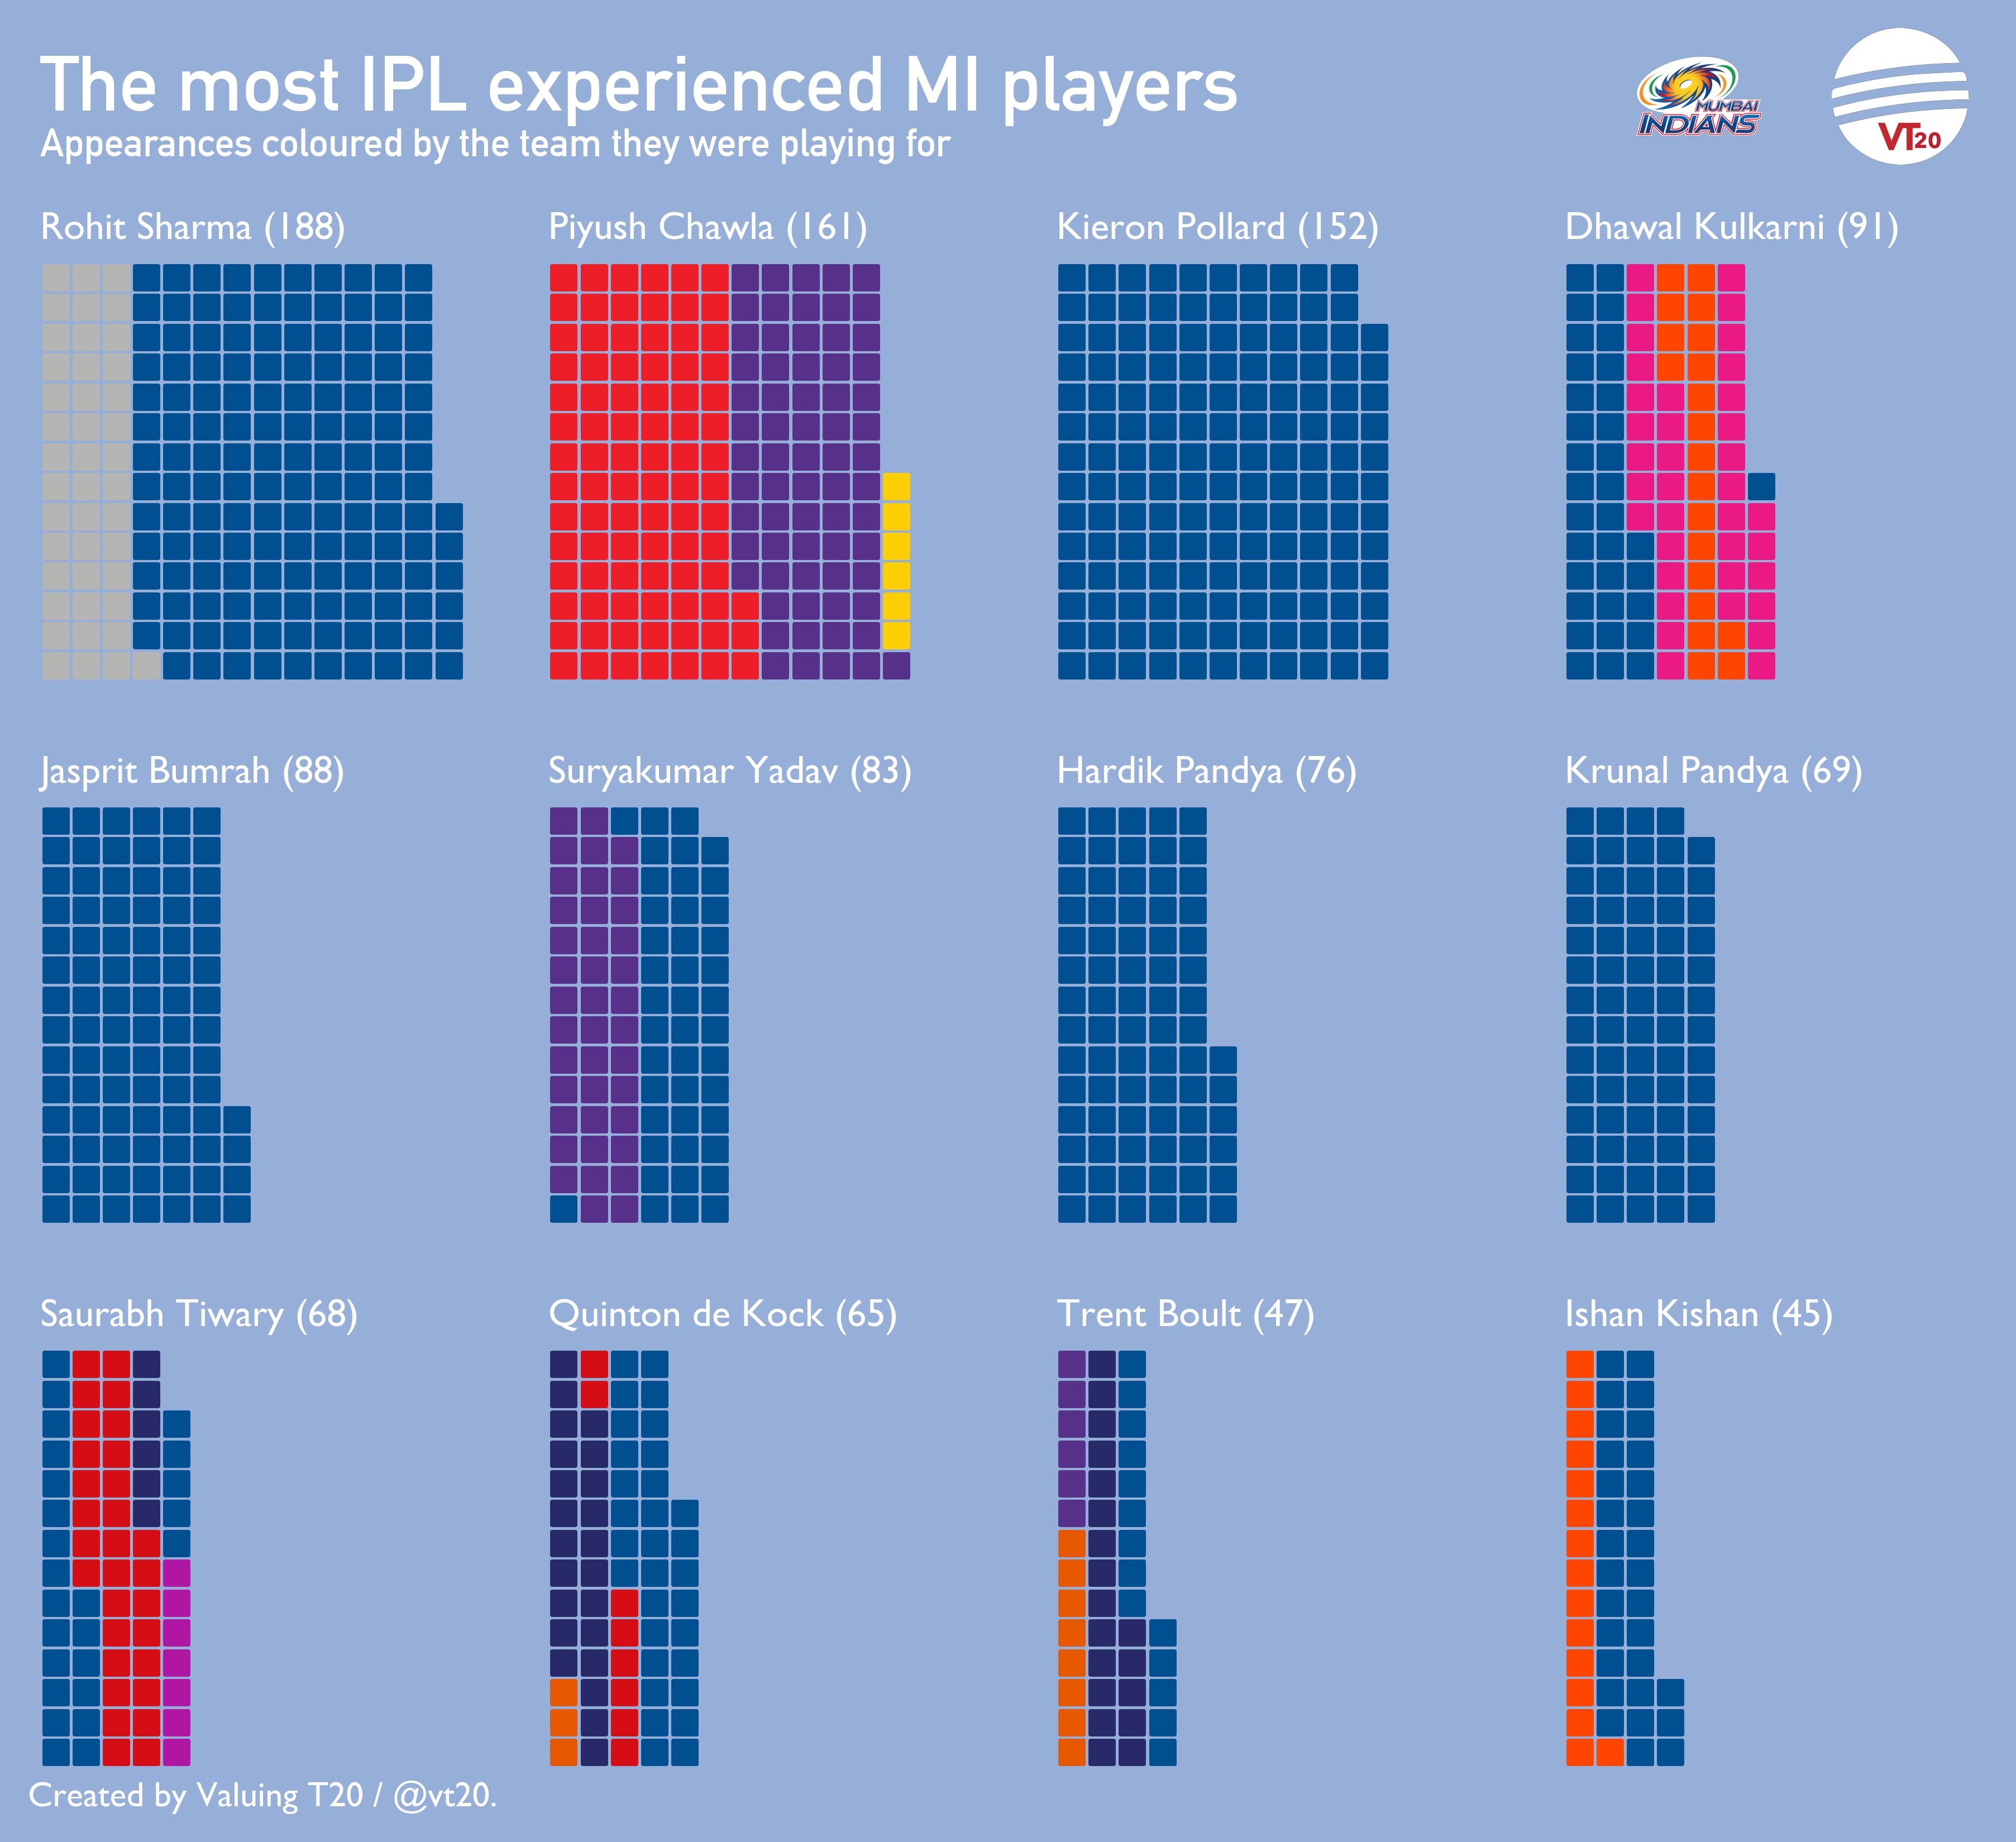 The most IPL experienced MI players
Appearances coloured by the team they were playing for
MUMBAI
INDIANS
VT20
Rohit Sharma (188)
Piyush Chawla (161)
Kieron Pollard (152)
Dhawal Kulkarni (91)
Jasprit Bumrah (88)
Suryakumar Yadav (83)
Hardik Pandya (76)
Krunal Pandya (69)
Saurabh Tiwary (68)
Quinton de Kock (65)
Trent Boult (47)
Ishan Kishan (45)
Created by Valuing T20 / @vt20.